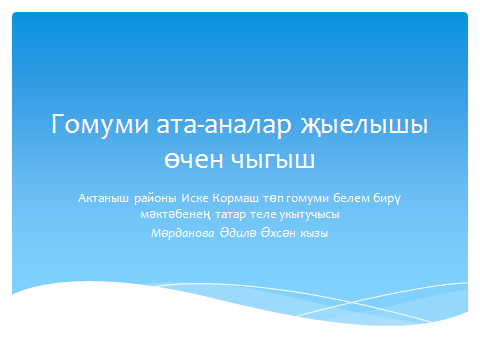 Гомуми ата-аналар җыелышы
өчен чыгыш
Актаныш районы Иске Кормаш төп гомуми белем бирү
мәктәбенең татар теле укытучысы
Мәрданова Әдилә Әхсән кызы